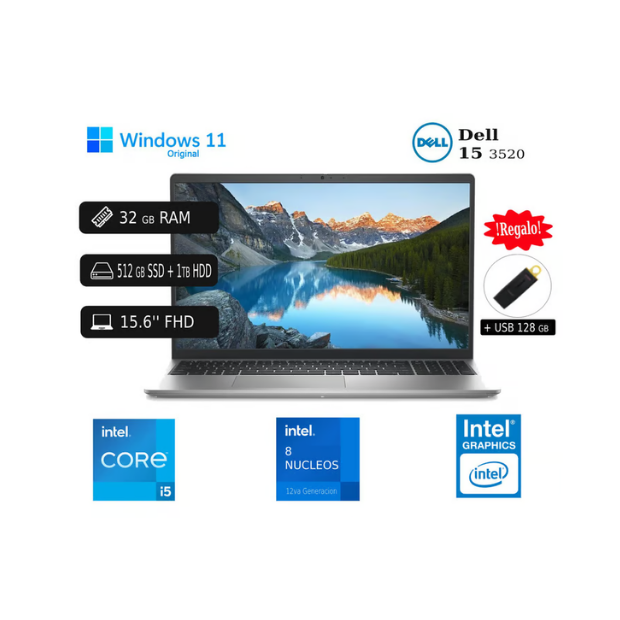 Windows 11
Original
DELL
Dell
15 3520
32 GB RAM
512 GB SSD + 1TB HDD
15.6'' FHD
!Regalo!
+ USB 128 GB
intel.
CORE
i5
intel.
8
NUCLEOS
12va Generacion
Intel®
GRAPHICS
intel